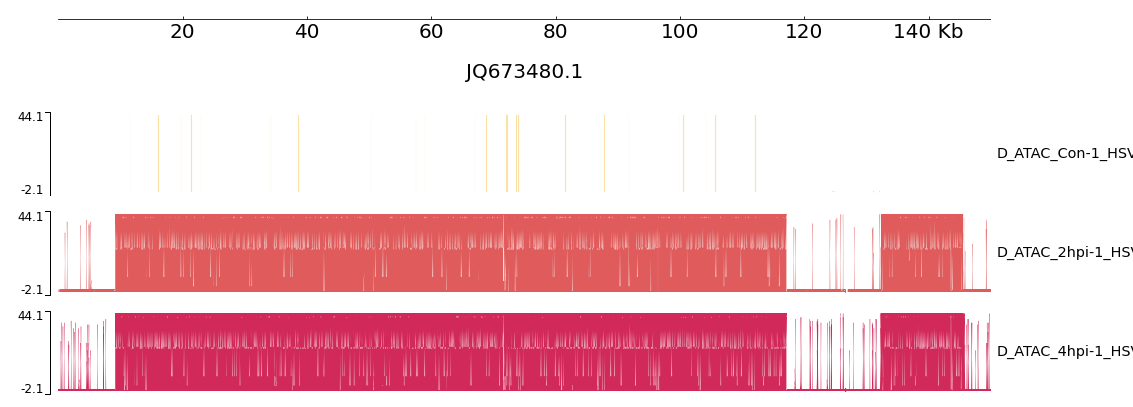 20 40 60 80 100 120 140 Kb
JQ673480.1
44.1
D_ATAC_Con-1_HSV
-2.1
44.1
D_ATAC_2hpi-1_HSV
-2.1
44.1
D_ATAC_4hpi-1_HSV
-2.1